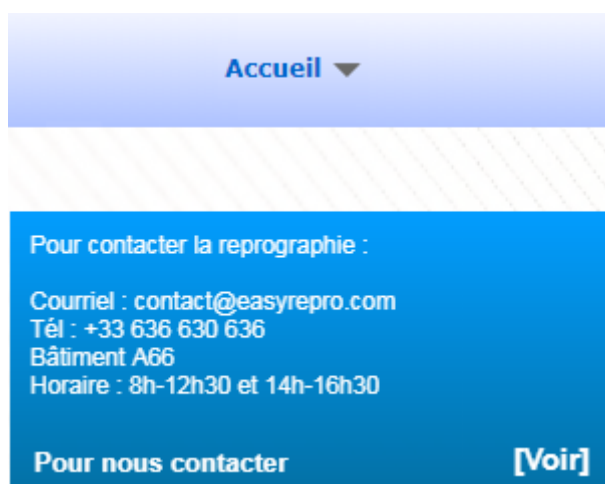 Accueil
Pour contacter la reprographie :
Courriel : contact@easyrepro.com
Tél : +33 636 630 636
Bâtiment A66
Horaire : 8h-12h30 et 14h-16h30
Pour nous contacter [Voir]